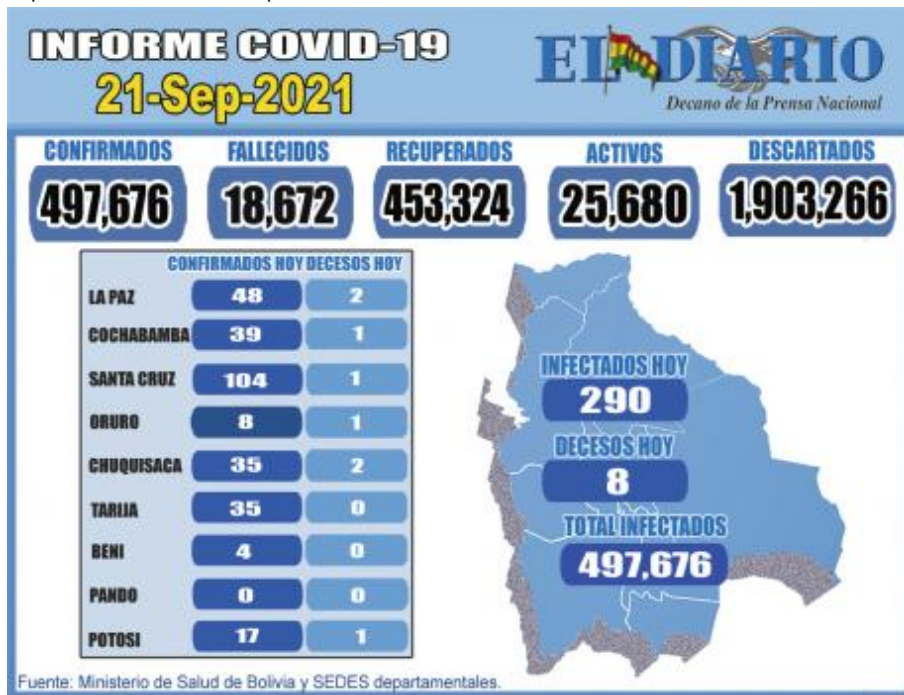 INFORME COVID-19
21-Sep-2021
EL DIARIO
Decano de la Prensa Nacional
CONFIRMADOS FALLECIDOS RECUPERADOS ACTIVOS DESCARTADOS
497,676 18,672 453,324 25,680 1,903,266
CONFIRMADOS HOY DECESOS HOY
LA PAZ 48 2
COCHABAMBA 39 1
SANTA CRUZ 104 1
ORURO 8 1
CHUQUISACA 35 2
TARIJA 35 0
BENI 4 0
PANDO 0 0
POTOSI 17 1
INFECTADOS HOY
290
DECESOS HOY
8
TOTAL INFECTADOS
497,676
Fuente: Ministerio de Salud de Bolivia y SEDES departamentales.